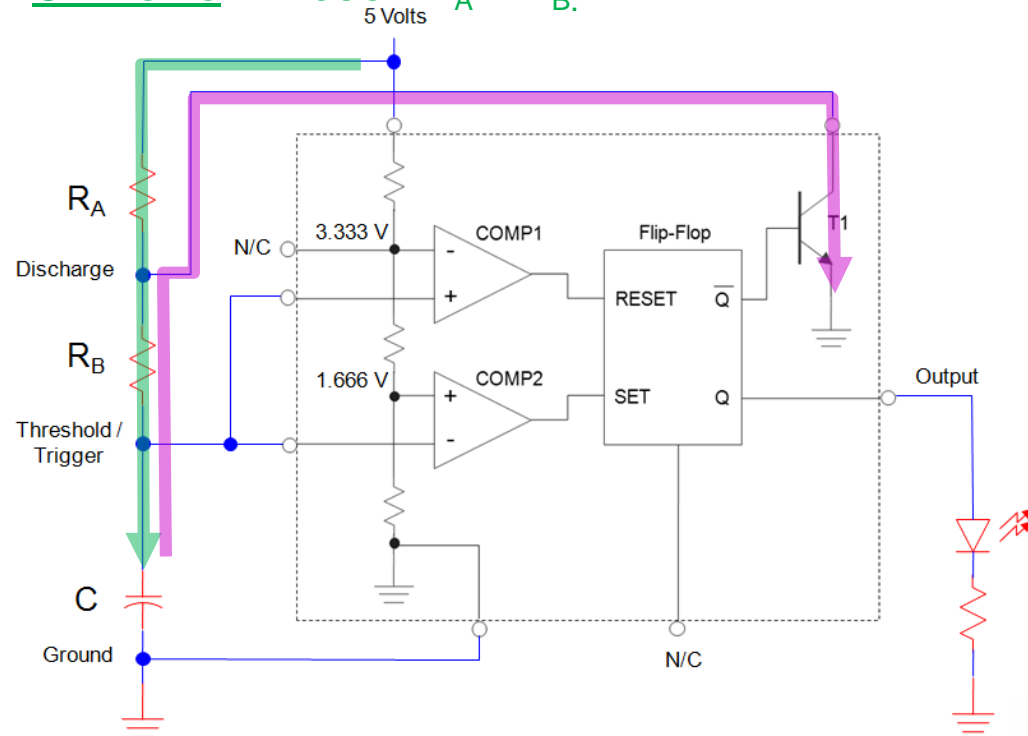 A B.
5 Volts
RA
Discharge
RB
Threshold /
Trigger
C
Ground
N/C
3.333 V
COMP1
1.666 V
COMP2
Flip-Flop
RESET
Q
SET
Q
T1
N/C
Output